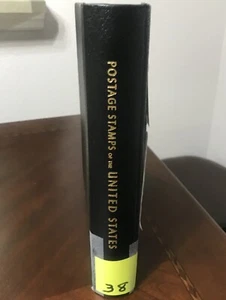 POSTAGE STAMPS OF THE UNITED STATES
38